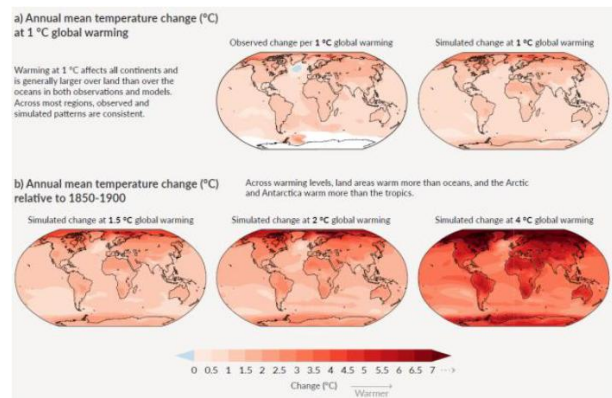 a) Annual mean temperature change (°C)
at 1 °C global warming
Warming at 1 °C affects all continents and
is generally larger over land than over the
oceans in both observations and models.
Across most regions, observed and
simulated patterns are consistent.
Observed change per 1 °C global warming
Simulated change at 1 °C global warming
b) Annual mean temperature change (°C)
relative to 1850-1900
Across warming levels, land areas warm more than oceans, and the Arctic
and Antarctica warm more than the tropics.
Simulated change at 1.5 °C global warming
Simulated change at 2 °C global warming
Simulated change at 4 °C global warming
0 0.5 1 1.5 2 2.5 3 3.5 4 4.5 5 5.5 6 6.5 7
Change (°C)
Warmer